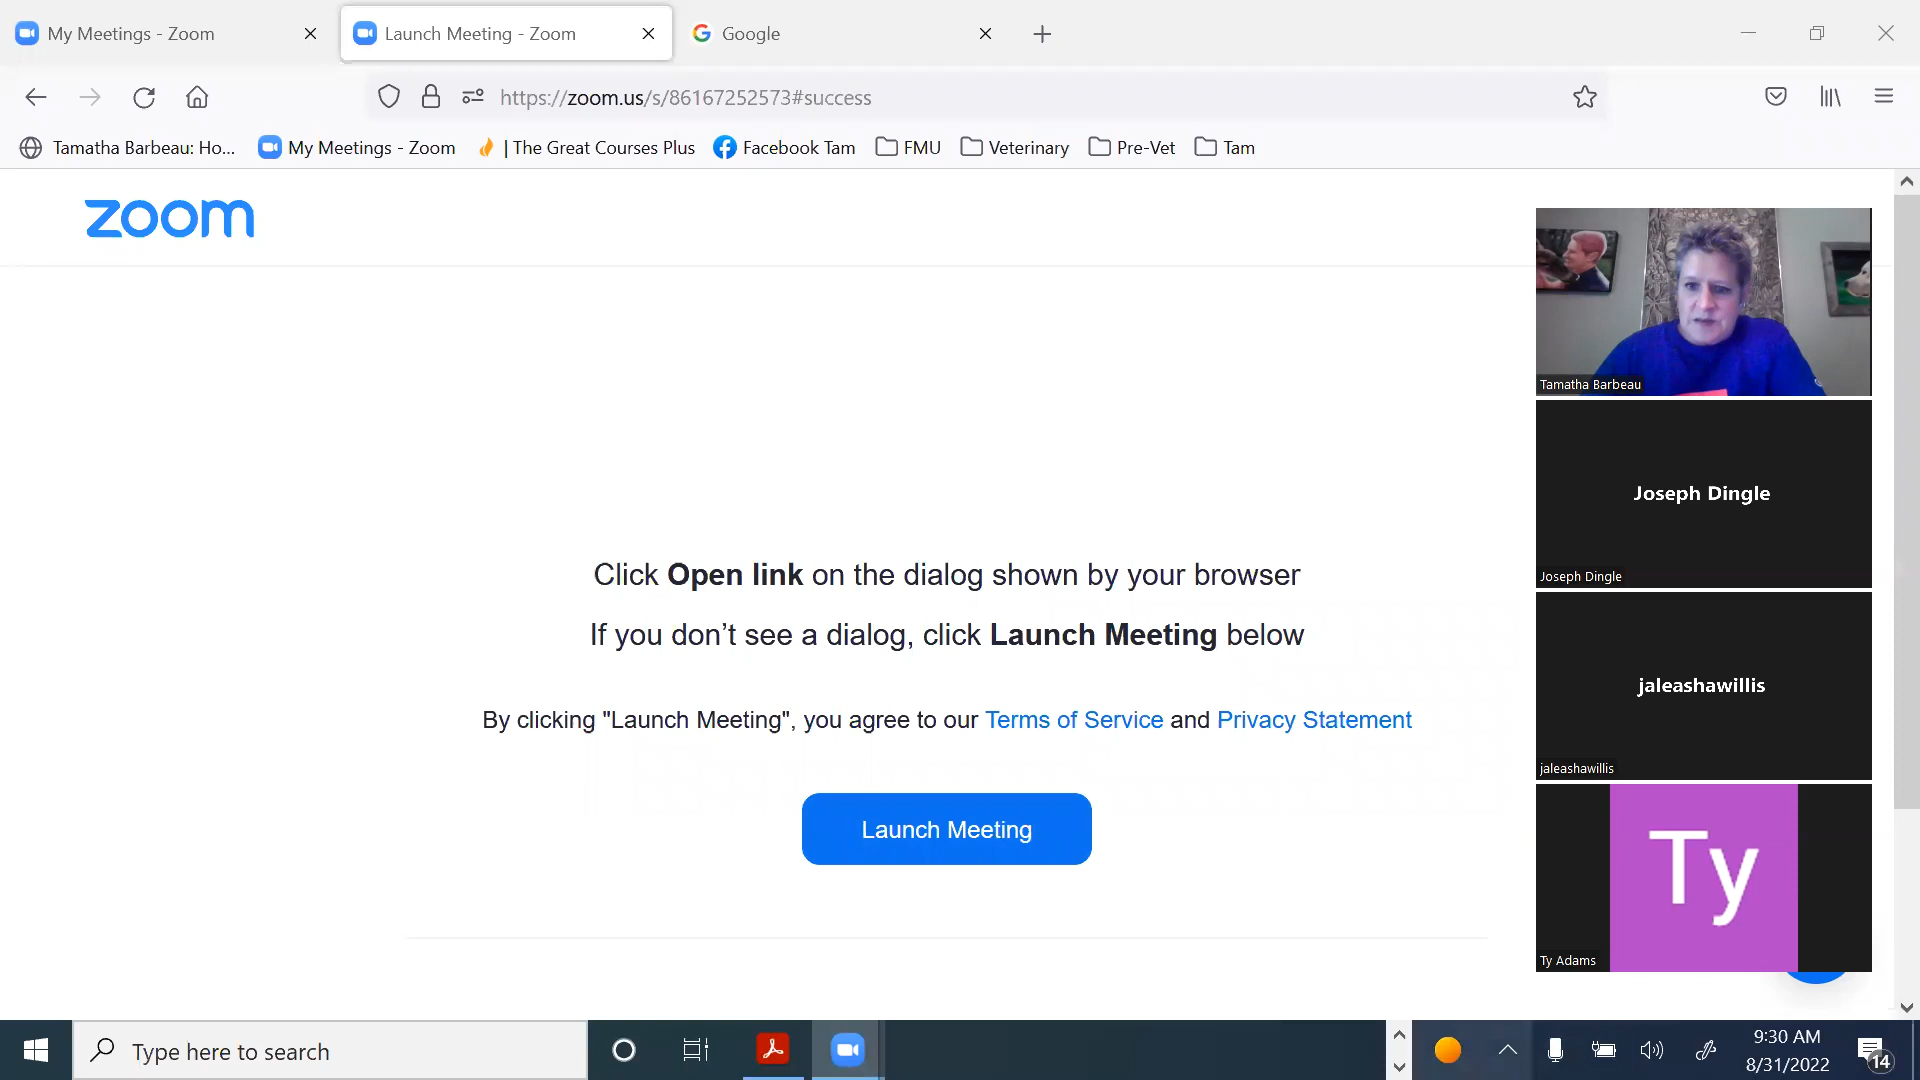 My Meetings - Zoom
Launch Meeting - Zoom
Google
https://zoom.us/s/86167252573#success
Tamatha Barbeau: Ho...
My Meetings - Zoom
| The Great Courses Plus
Facebook Tam
FMU
Veterinary
Pre-Vet
Tam
zoom
Tamatha Barbeau
Joseph Dingle
Joseph Dingle
Click Open link on the dialog shown by your browser
If you don’t see a dialog, click Launch Meeting below
jaleashawillis
jaleashawillis
By clicking "Launch Meeting", you agree to our Terms of Service and Privacy Statement
Launch Meeting
Ty
Ty Adams
Type here to search
9:30 AM
8/31/2022
14